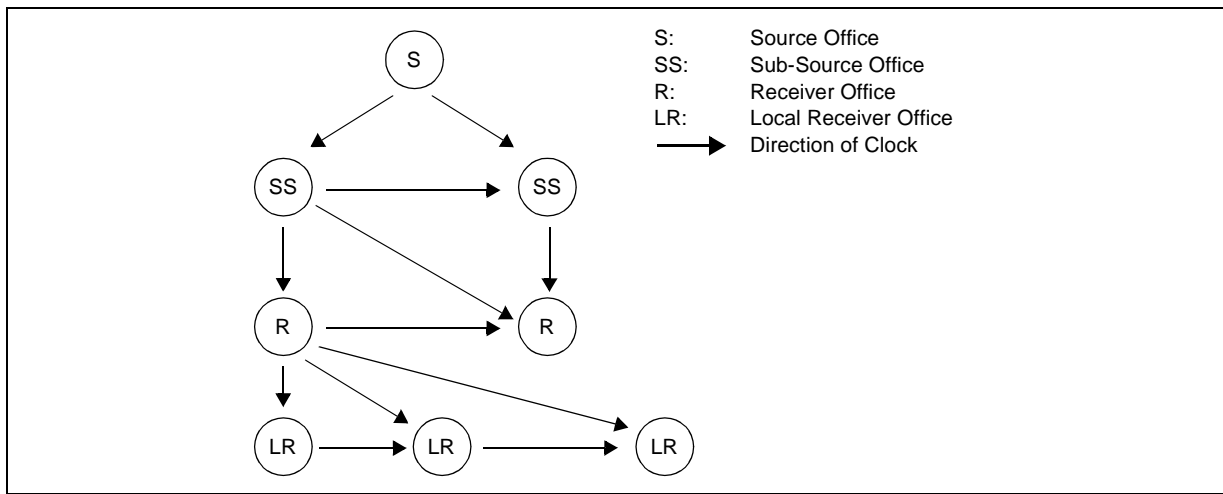 S
S: Source Office
SS: Sub-Source Office
R: Receiver Office
LR: Local Receiver Office
Direction of Clock
SS SS
R R
LR LR LR